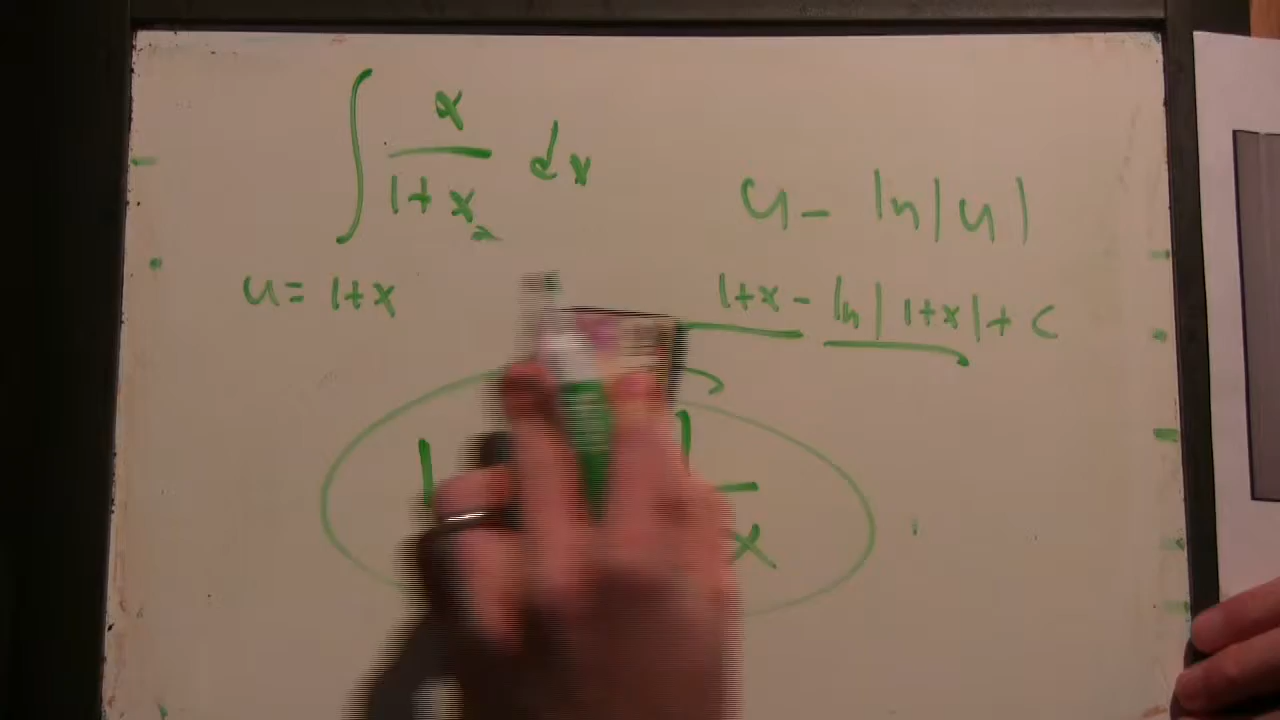 ∫ x/(1+x) dx
u - ln|u|
u = 1+x
1+x - ln|1+x| + C